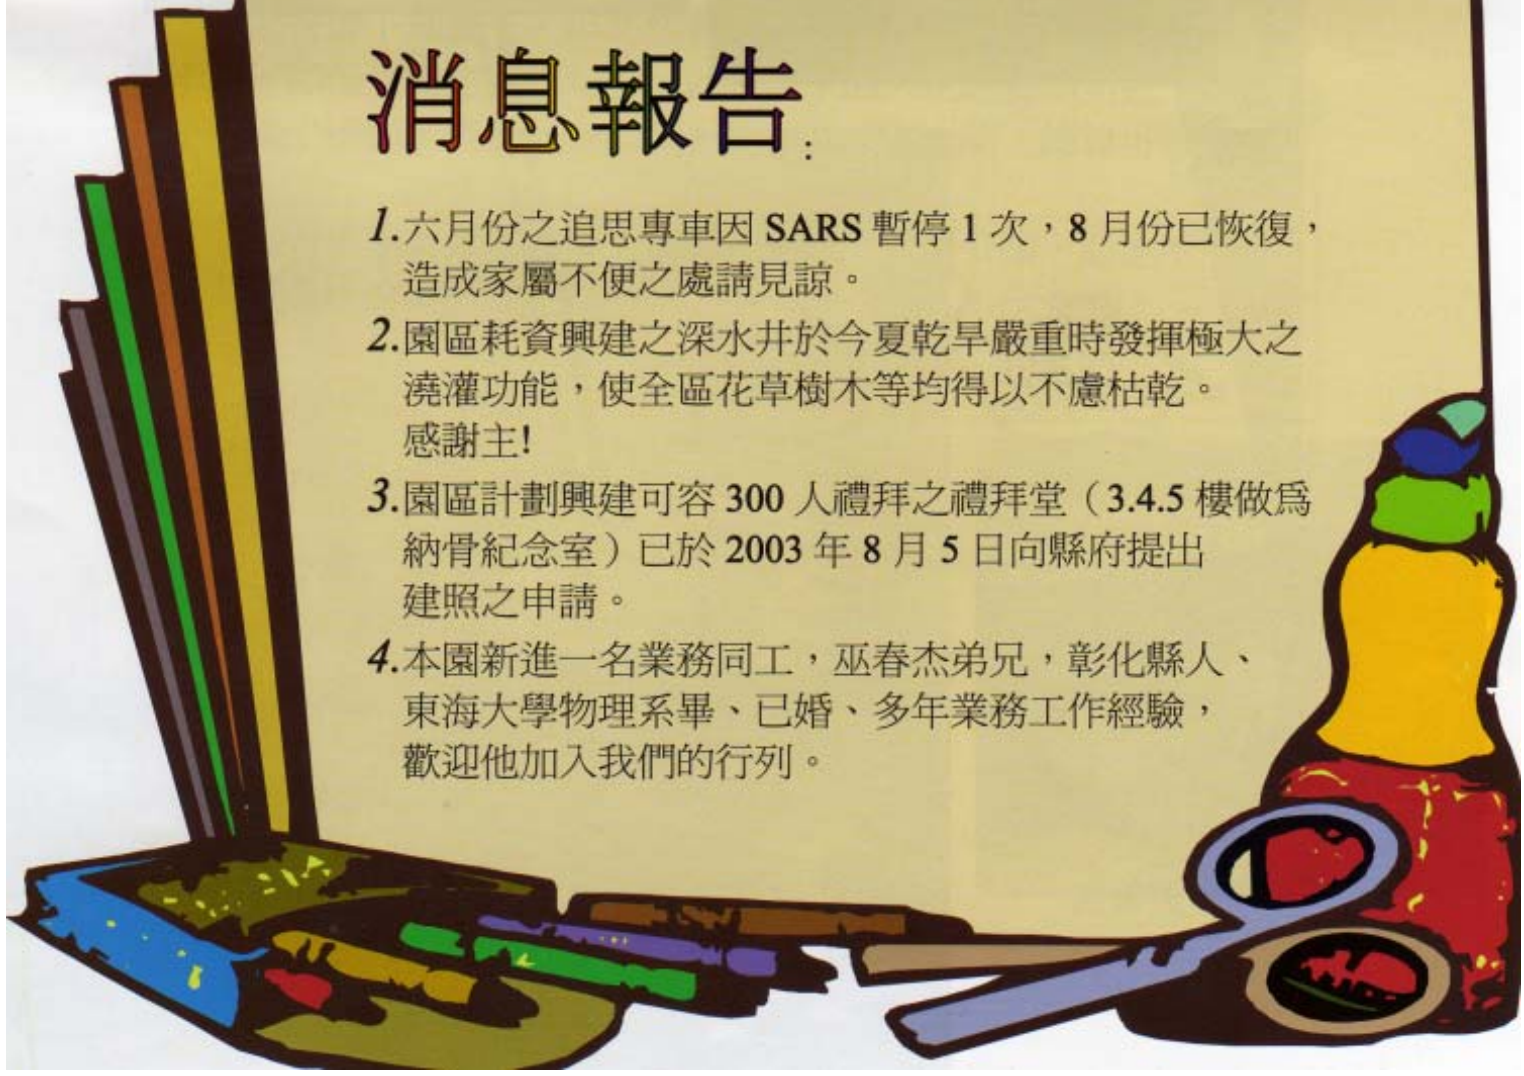 消息報告:
1.六月份之追思專車因 SARS 暫停 1 次，8 月份已恢復，
造成家屬不便之處請見諒。
2.園區耗資興建之深水井於今夏乾旱嚴重時發揮極大之
澆灌功能，使全區花草樹木等均得以不慮枯乾。
感謝主!
3.園區計劃興建可容 300 人禮拜之禮拜堂（3.4.5 樓做為
納骨紀念室）已於 2003 年 8 月 5 日向縣府提出
建照之申請。
4.本園新進一名業務同工，巫春杰弟兄，彰化縣人、
東海大學物理系畢、已婚、多年業務工作經驗，
歡迎他加入我們的行列。